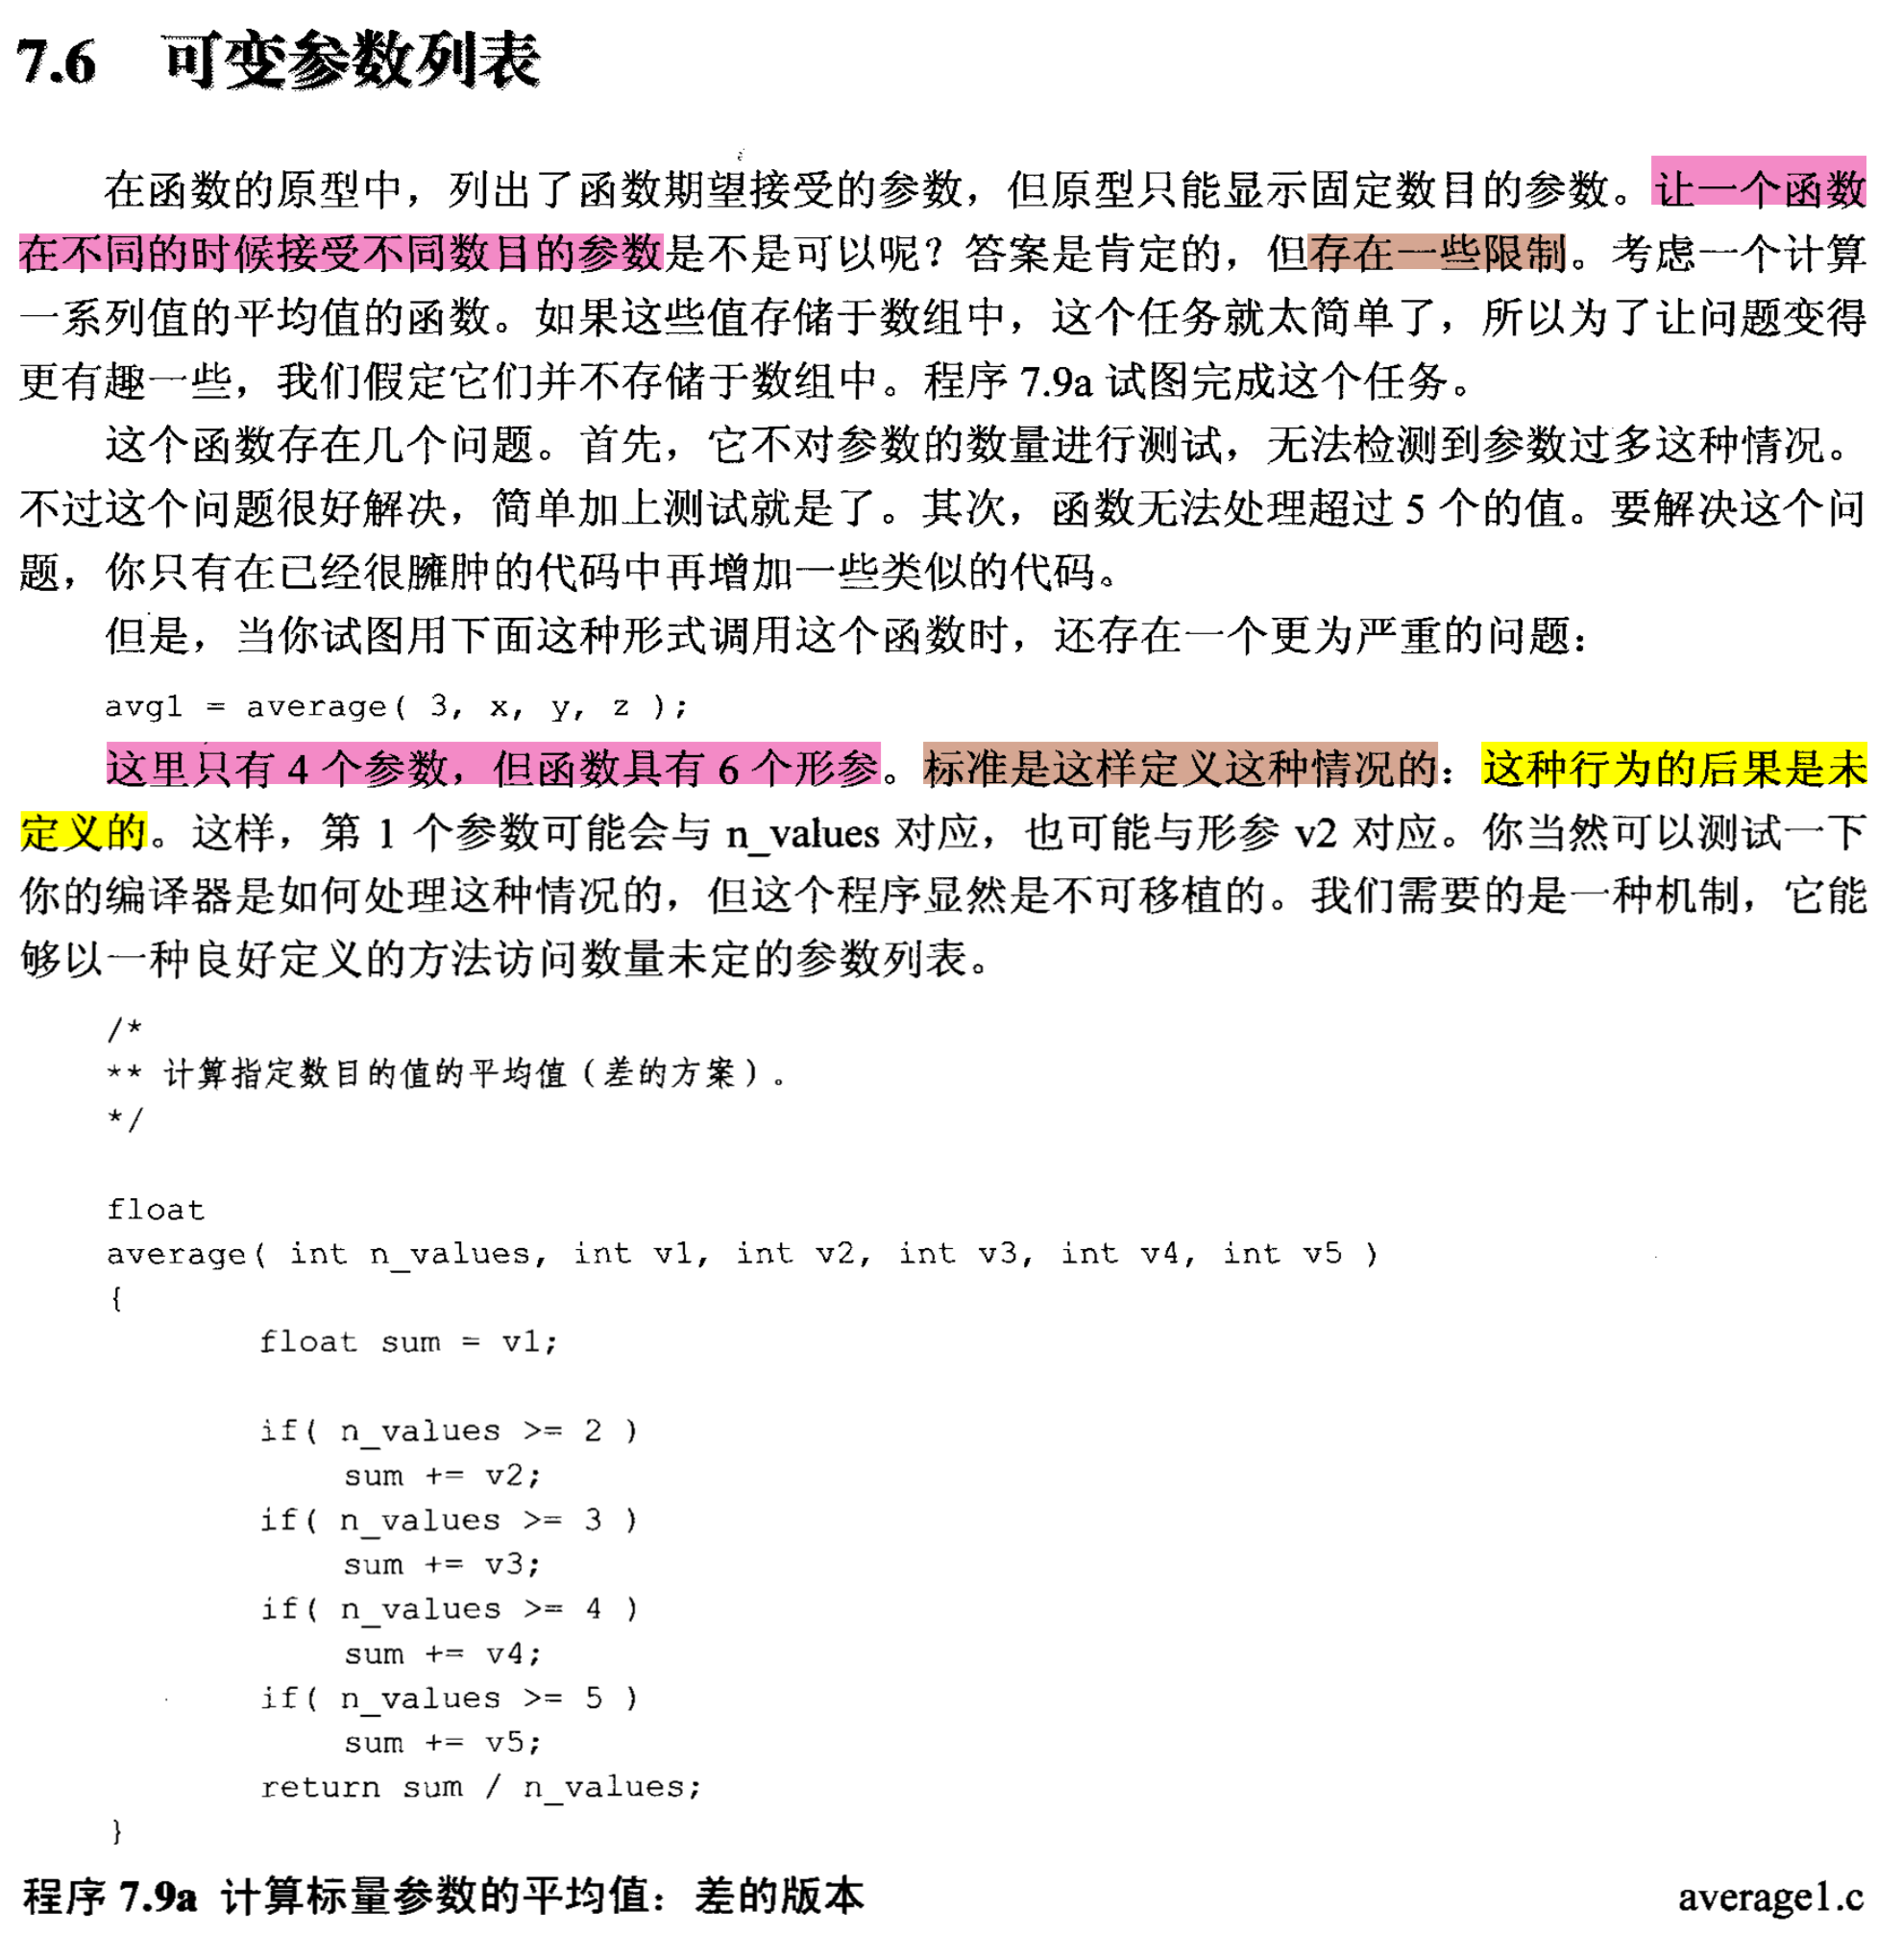 7.6 可变参数列表
在函数的原型中，列出了函数期望接受的参数，但原型只能显示固定数目的参数。让一个函数
在不同的时候接受不同数目的参数是不是可以呢？答案是肯定的，但存在一些限制。考虑一个计算
一系列值的平均值的函数。如果这些值存储于数组中，这个任务就太简单了，所以为了让问题变得
更有趣一些，我们假定它们并不存储于数组中。程序 7.9a 试图完成这个任务。
这个函数存在几个问题。首先，它不对参数的数量进行测试，无法检测到参数过多这种情况。
不过这个问题很好解决，简单加上测试就是了。其次，函数无法处理超过 5 个的值。要解决这个问
题，你只有在已经很臃肿的代码中再增加一些类似的代码。
但是，当你试图用下面这种形式调用这个函数时，还存在一个更为严重的问题：
avg1 = average( 3, x, y, z );
这里只有 4 个参数，但函数具有 6 个形参。标准是这样定义这种情况的：这种行为的后果是未
定义的。这样，第 1 个参数可能会与 n_values 对应，也可能与形参 v2 对应。你当然可以测试一下
你的编译器是如何处理这种情况的，但这个程序显然是不可移植的。我们需要的是一种机制，它能
够以一种良好定义的方法访问数量未定的参数列表。
/*
** 计算指定数目的值的平均值（差的方案）。
*/
float
average( int n_values, int v1, int v2, int v3, int v4, int v5 )
{
float sum = v1;
if( n_values >= 2 )
sum += v2;
if( n_values >= 3 )
sum += v3;
if( n_values >= 4 )
sum += v4;
if( n_values >= 5 )
sum += v5;
return sum / n_values;
}
程序 7.9a 计算标量参数的平均值：差的版本 average1.c